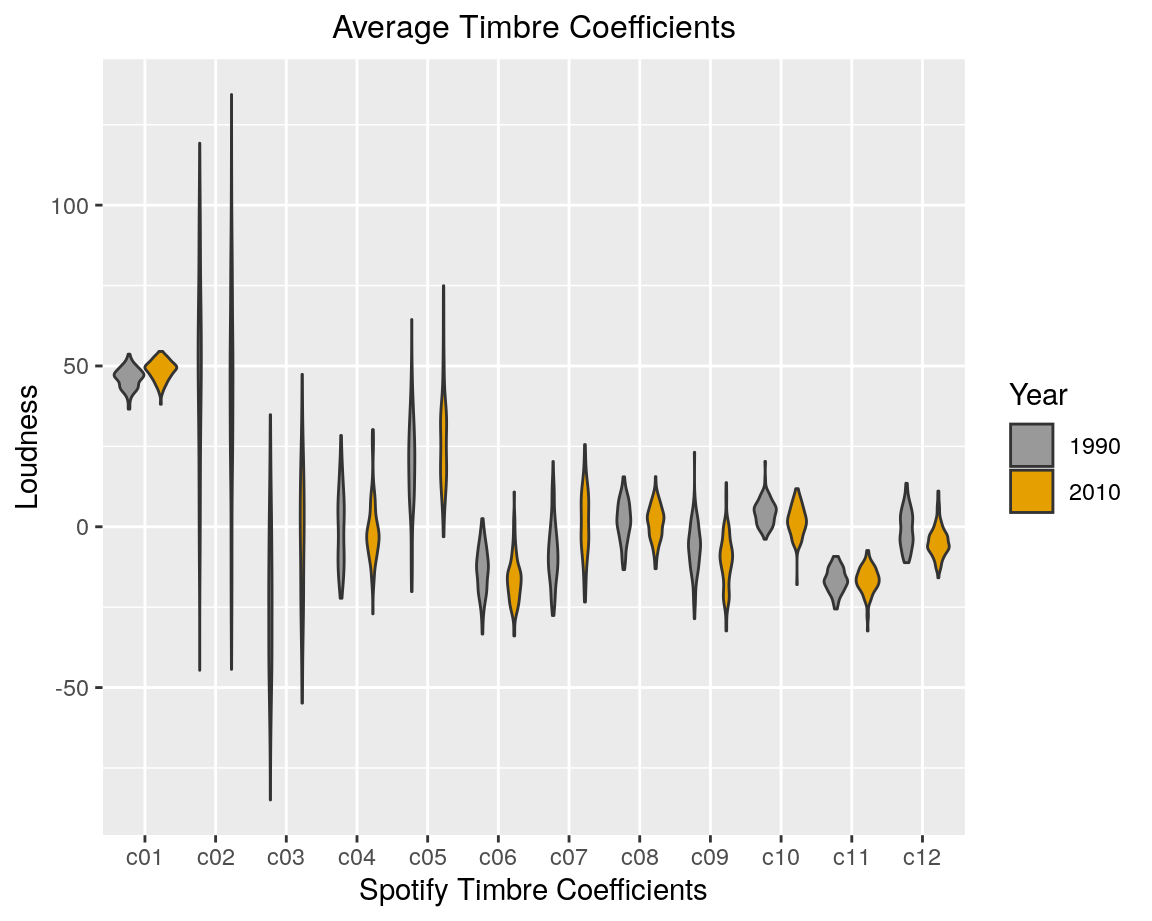 Average Timbre Coefficients
Loudness
100
50
0
-50
c01 c02 c03 c04 c05 c06 c07 c08 c09 c10 c11 c12
Spotify Timbre Coefficients
Year
1990
2010